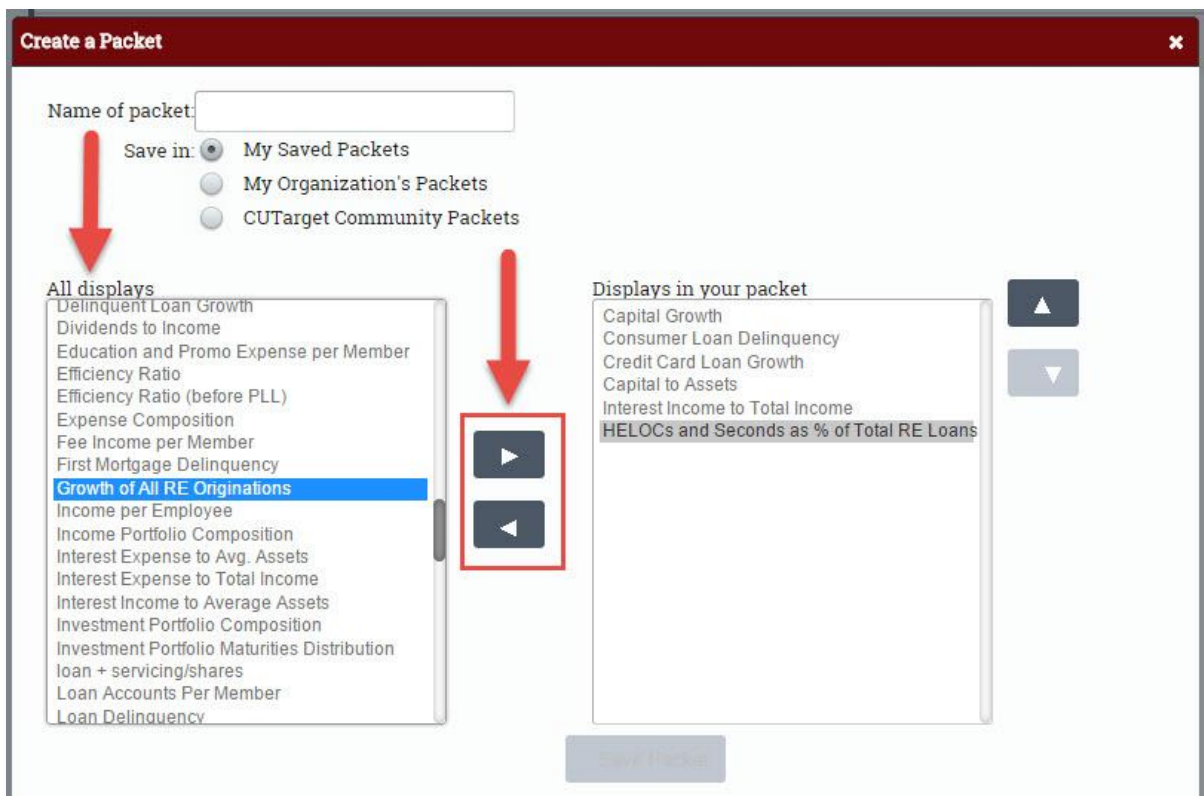 Create a Packet
Name of packet:
Save in:
My Saved Packets
My Organization's Packets
CUTarget Community Packets
All displays
Delinquent Loan Growth
Dividends to Income
Education and Promo Expense per Member
Efficiency Ratio
Efficiency Ratio (before PLL)
Expense Composition
Fee Income per Member
First Mortgage Delinquency
Growth of All RE Originations
Income per Employee
Income Portfolio Composition
Interest Expense to Avg. Assets
Interest Expense to Total Income
Interest Income to Average Assets
Investment Portfolio Composition
Investment Portfolio Maturities Distribution
loan + servicing/shares
Loan Accounts Per Member
Loan Delinquency
Displays in your packet
Capital Growth
Consumer Loan Delinquency
Credit Card Loan Growth
Capital to Assets
Interest Income to Total Income
HELOCs and Seconds as % of Total RE Loans
Save Packet